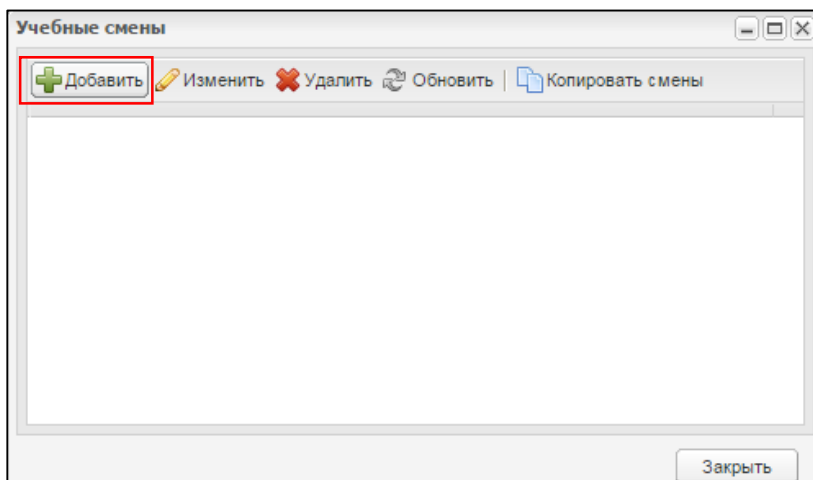 Учебные смены
Добавить Изменить Удалить Обновить | Копировать смены
Закрыть